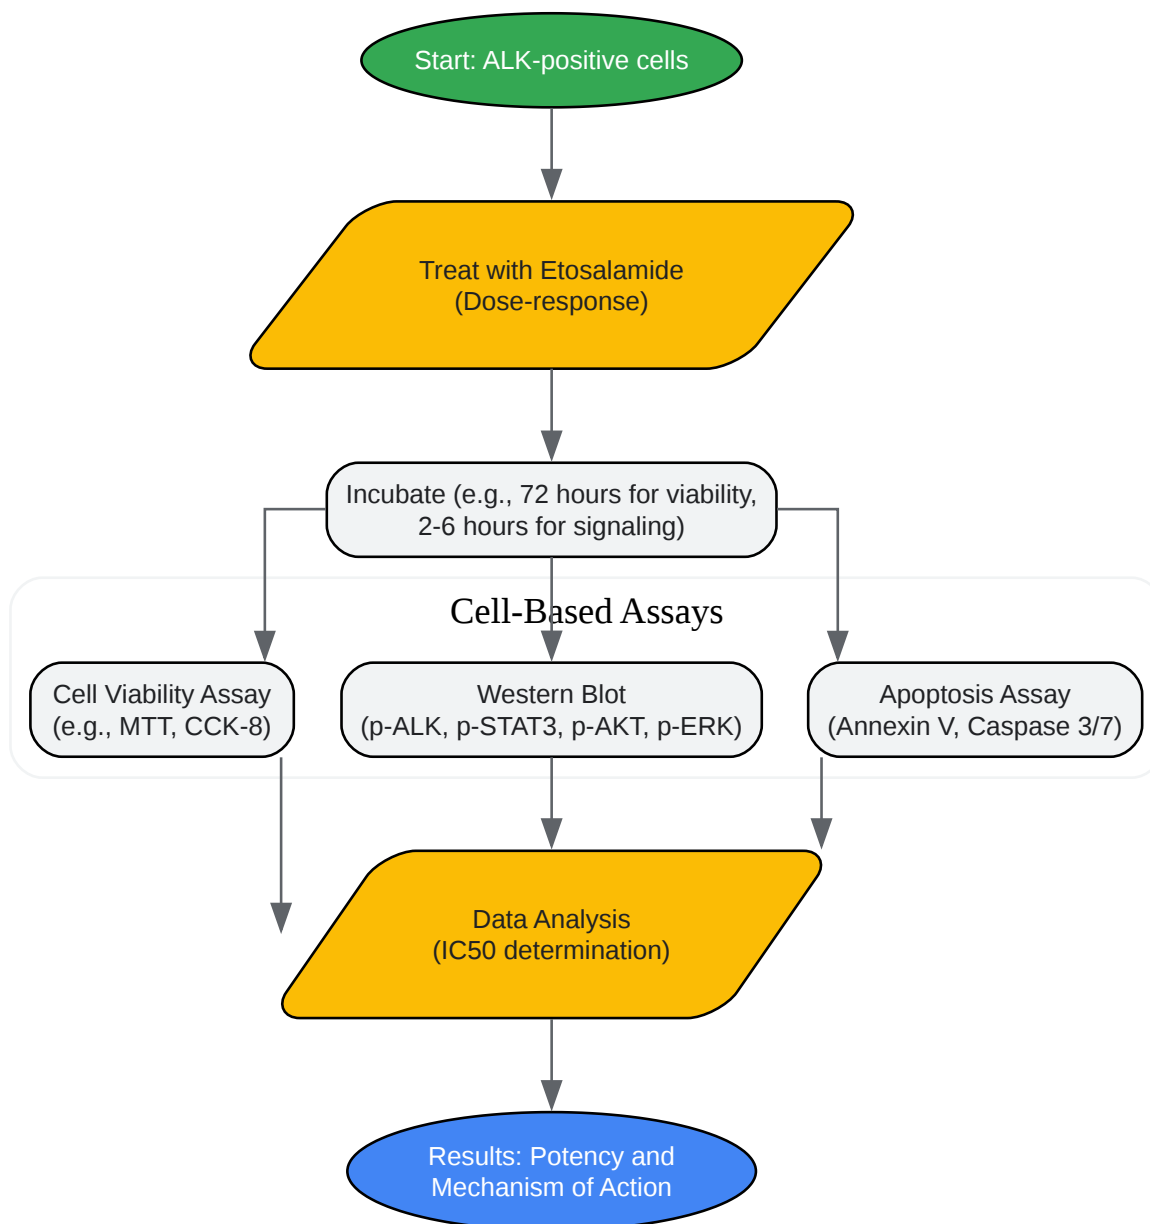 Start: ALK-positive cells
Treat with Etosalamide
(Dose-response)
Incubate (e.g., 72 hours for viability,
2-6 hours for signaling)
Cell-Based Assays
Cell Viability Assay
(e.g., MTT, CCK-8)
Western Blot
(p-ALK, p-STAT3, p-AKT, p-ERK)
Apoptosis Assay
(Annexin V, Caspase 3/7)
Data Analysis
(IC50 determination)
Results: Potency and
Mechanism of Action